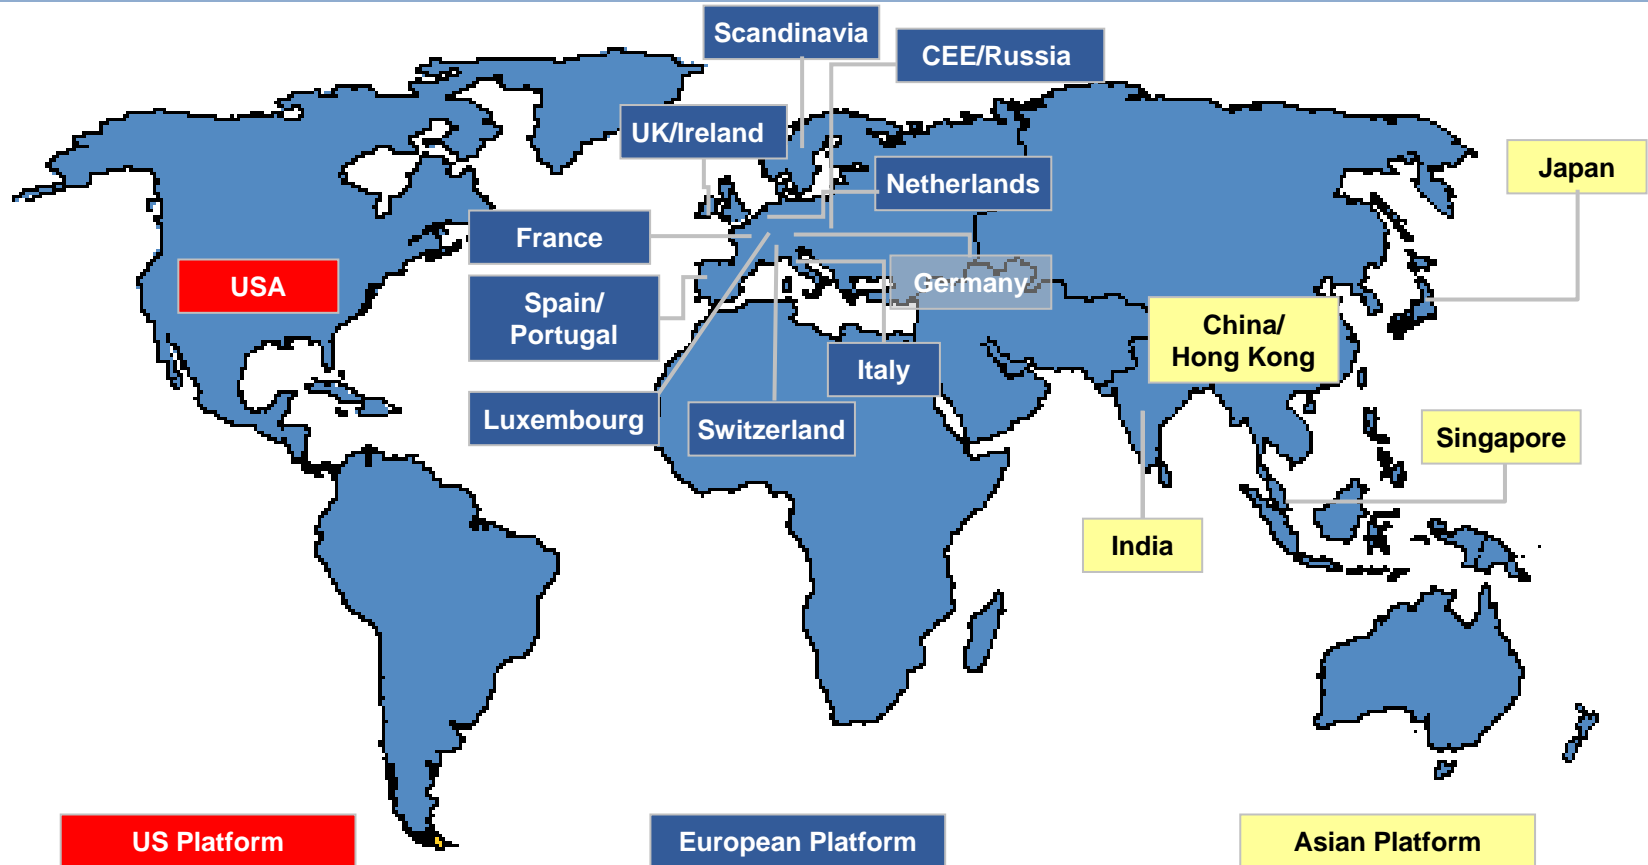 Scandinavia
CEE/Russia
UK/Ireland
Japan
Netherlands
France
USA
Germany
Spain/
Portugal
China/
Hong Kong
Italy
Luxembourg
Switzerland
Singapore
India
US Platform
European Platform
Asian Platform